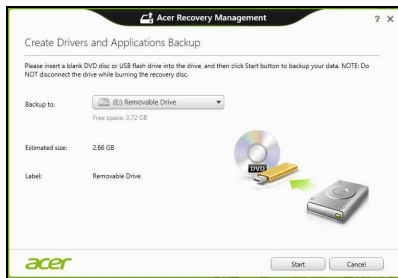 Acer Recovery Management
? X
Create Drivers and Applications Backup
Please insert a blank DVD disc or USB flash drive into the drive, and then click Start button to backup your data. NOTE: Do
NOT disconnect the drive while burning the recovery disc.
Backup to: (E:) Removable Drive
Free space: 3.72 GB
Estimated size: 2.66 GB
Label: Removable Drive
DVD
acer
Start Cancel